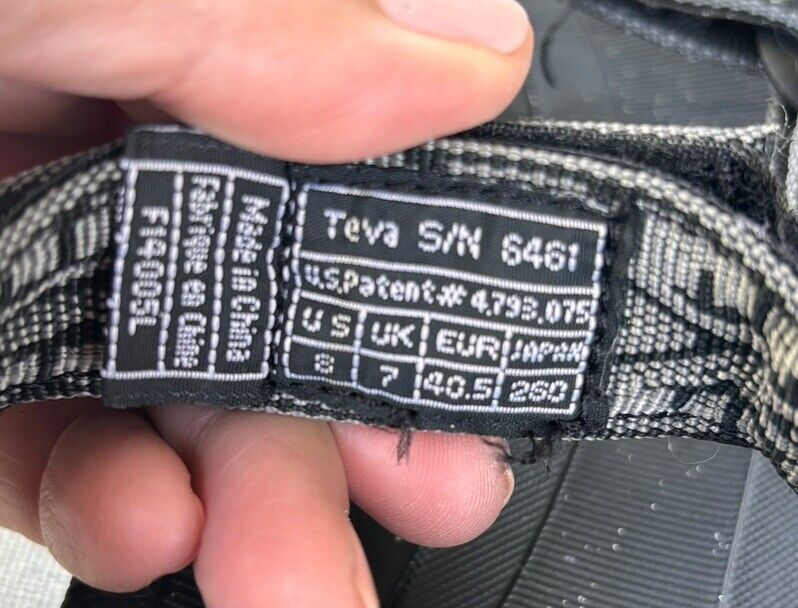 Made in China
Fabrique en Chine
F19005L
Teva S/N 6461
U.S.Patent# 4,793,075
US UK EUR JAPAN
8 7 40.5 260